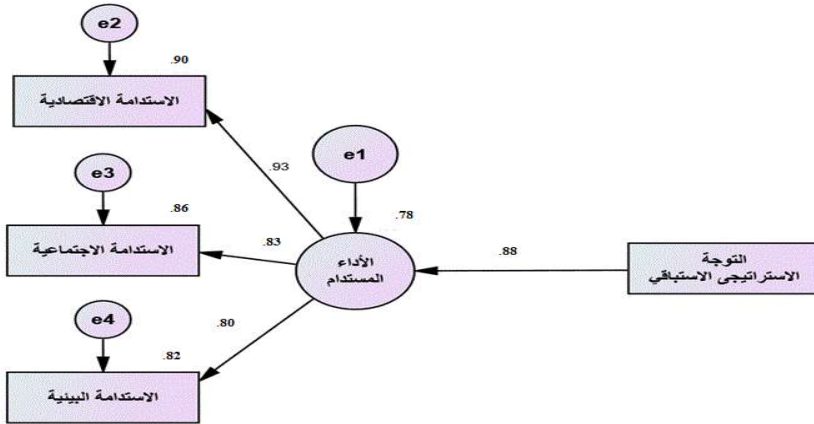 e2
.90
الاستدامة الاقتصادية
.93
e1
e3
.86
.78
الاستدامة الاجتماعية
.83
الأداء
المستدام
.88
التوجة
الاستراتيجى الاستباقي
e4
.80
.82
الاستدامة البيئية